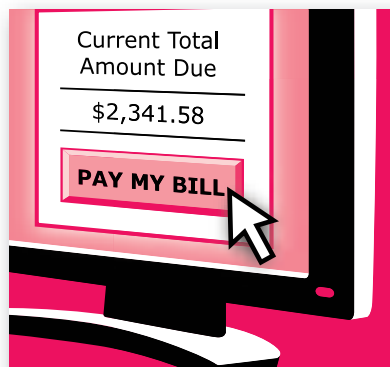 Current Total
Amount Due
$2,341.58
PAY MY BILL